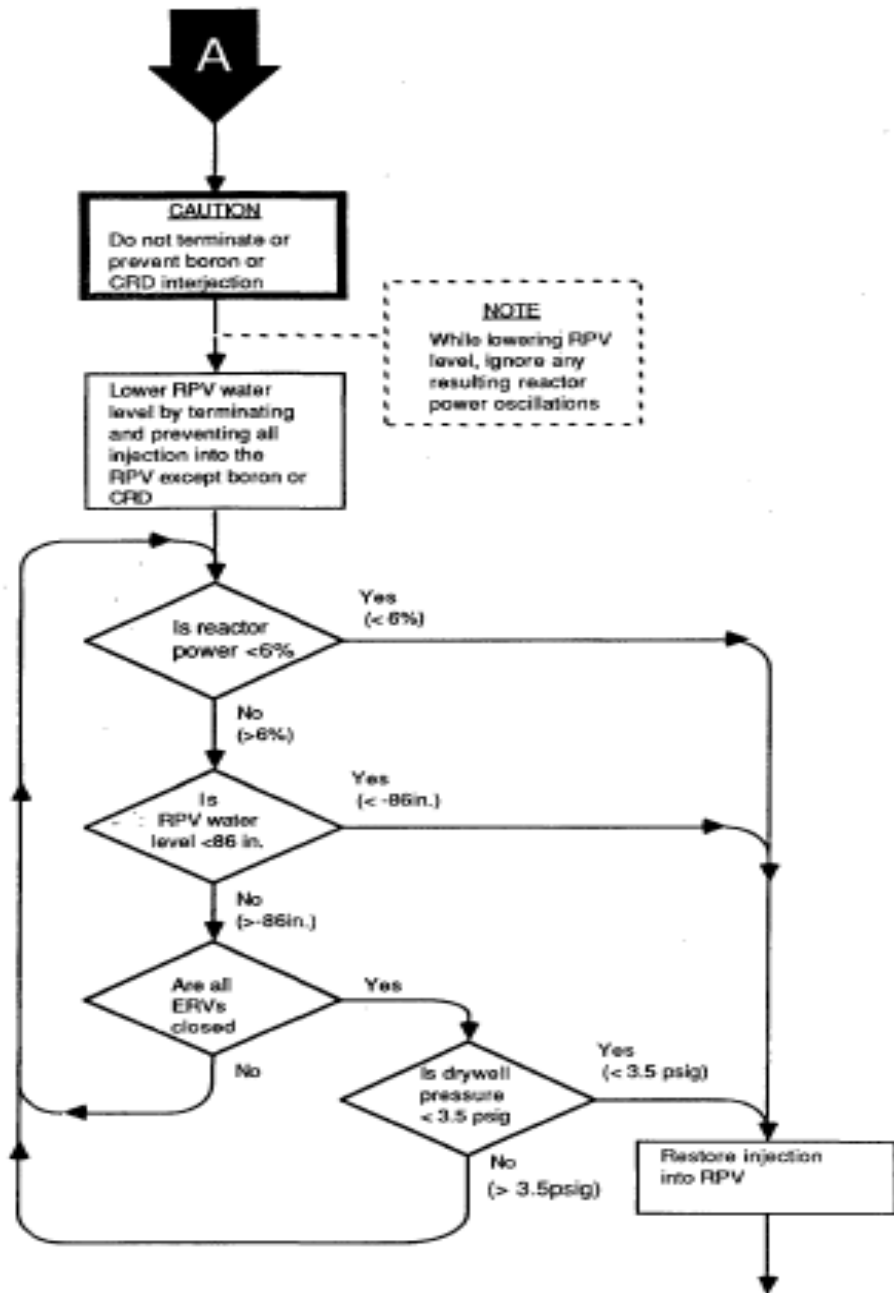 A
CAUTION
Do not terminate or
prevent boron or
CRD interjection
NOTE
While lowering RPV
level, ignore any
resulting reactor
power oscillations
Lower RPV water
level by terminating
and preventing all
injection into the
RPV except boron or
CRD
Is reactor
power <6%
Yes
(< 6%)
No
(>6%)
Is
RPV water
level <86 in.
Yes
(< -86in.)
No
(>-86in.)
Are all
ERVs
closed
Yes
No
Is drywell
pressure
< 3.5 psig
Yes
(< 3.5 psig)
No
(> 3.5psig)
Restore injection
into RPV